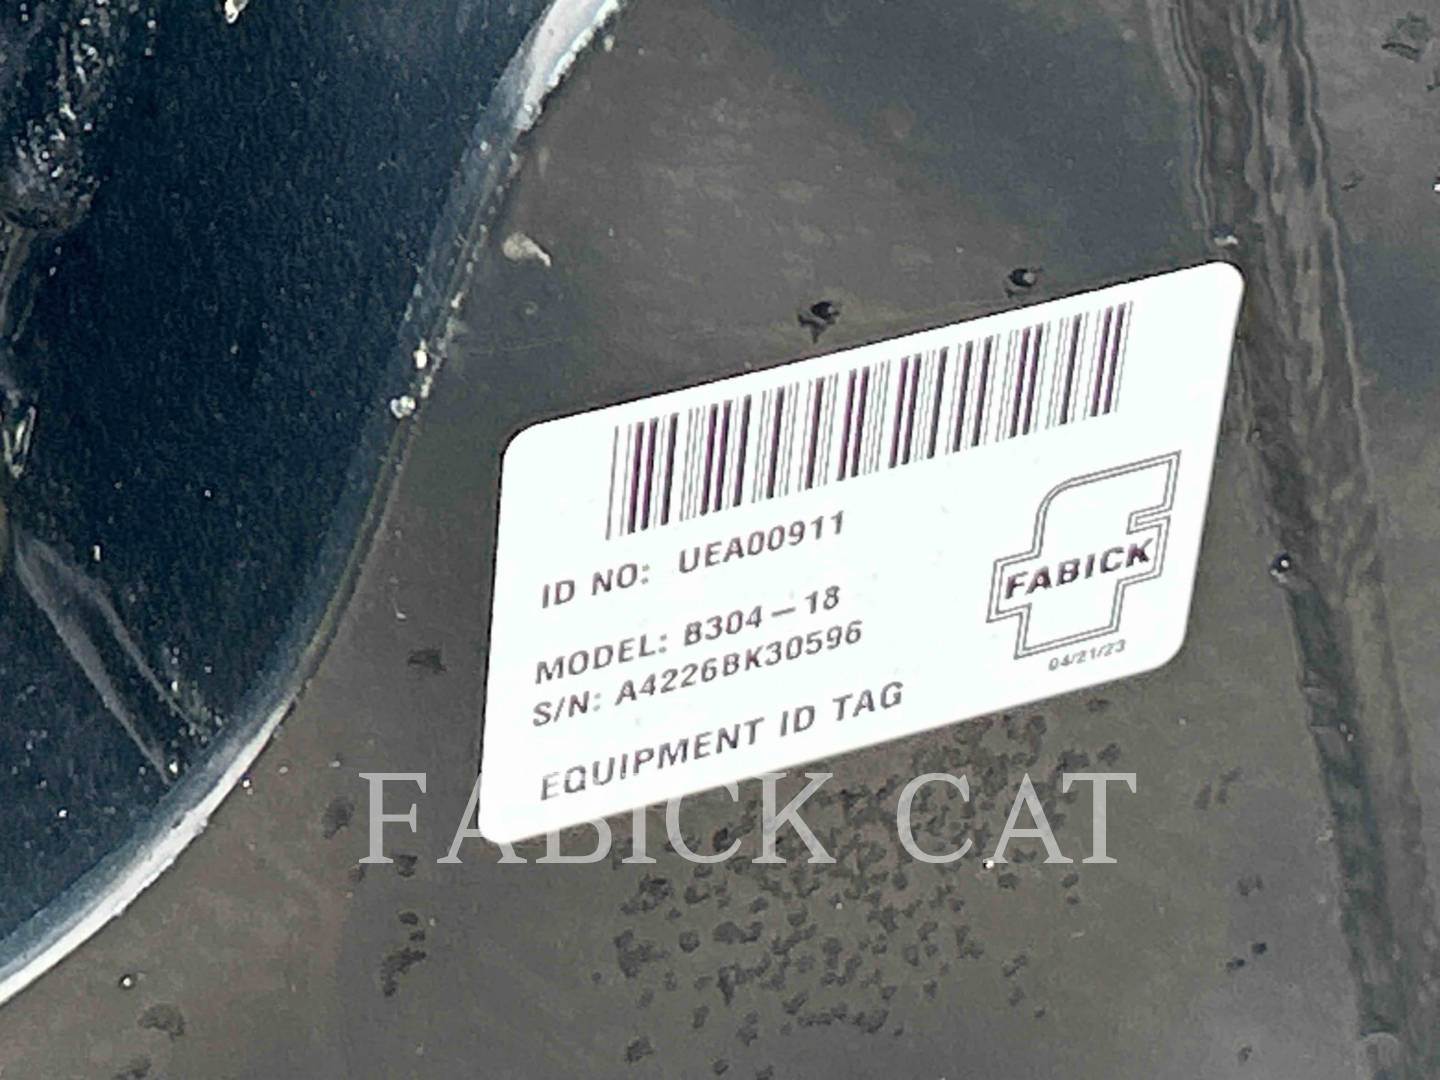 ID NO: UEA00911
MODEL: B304-18
S/N: A4226BK30596
EQUIPMENT ID TAG
FABICK
04/21/23
FABICK CAT